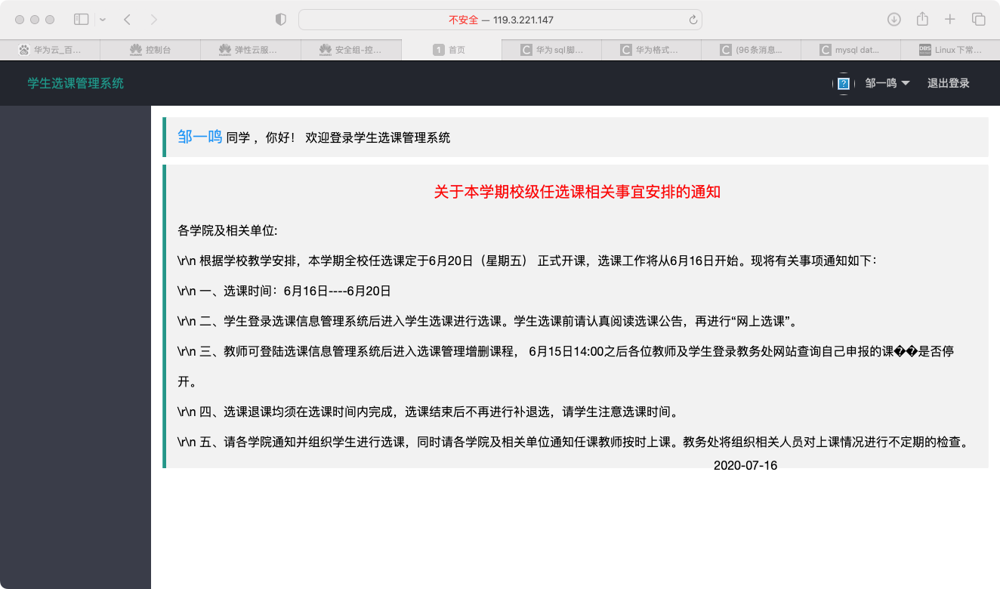 不安全 — 119.3.221.147
华为云_百...
控制台
弹性云服...
安全组-控...
1 首页
华为sql脚...
华为格式...
(96条消息...
mysql dat...
DBS Linux下常...
学生选课管理系统
邹一鸣
退出登录
邹一鸣 同学 ，你好！ 欢迎登录学生选课管理系统
关于本学期校级任选课相关事宜安排的通知
各学院及相关单位:
\r\n 根据学校教学安排，本学期全校任选课定于6月20日（星期五） 正式开课，选课工作将从6月16日开始。现将有关事项通知如下：
\r\n 一、选课时间：6月16日----6月20日
\r\n 二、学生登录选课信息管理系统后进入学生选课进行选课。学生选课前请认真阅读选课公告，再进行“网上选课”。
\r\n 三、教师可登陆选课信息管理系统后进入选课管理增删课程， 6月15日14:00之后各位教师及学生登录教务处网站查询自己申报的课��是否停
开。
\r\n 四、选课退课均须在选课时间内完成，选课结束后不再进行补退选，请学生注意选课时间。
\r\n 五、请各学院通知并组织学生进行选课，同时请各学院及相关单位通知任课教师按时上课。教务处将组织相关人员对上课情况进行不定期的检查。
2020-07-16